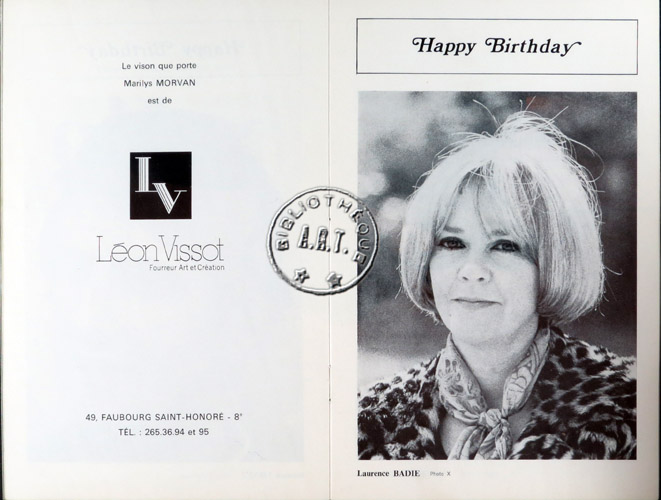 Le vison que porte
Marilys MORVAN
est de
LV
Léon Vissot
Fourreur Art et Création
49, FAUBOURG SAINT-HONORÉ - 8°
TÉL. : 265.36.94 et 95
BIBLIOTHÈQUE
A.R.T.
Happy Birthday
Laurence BADIE Photo X